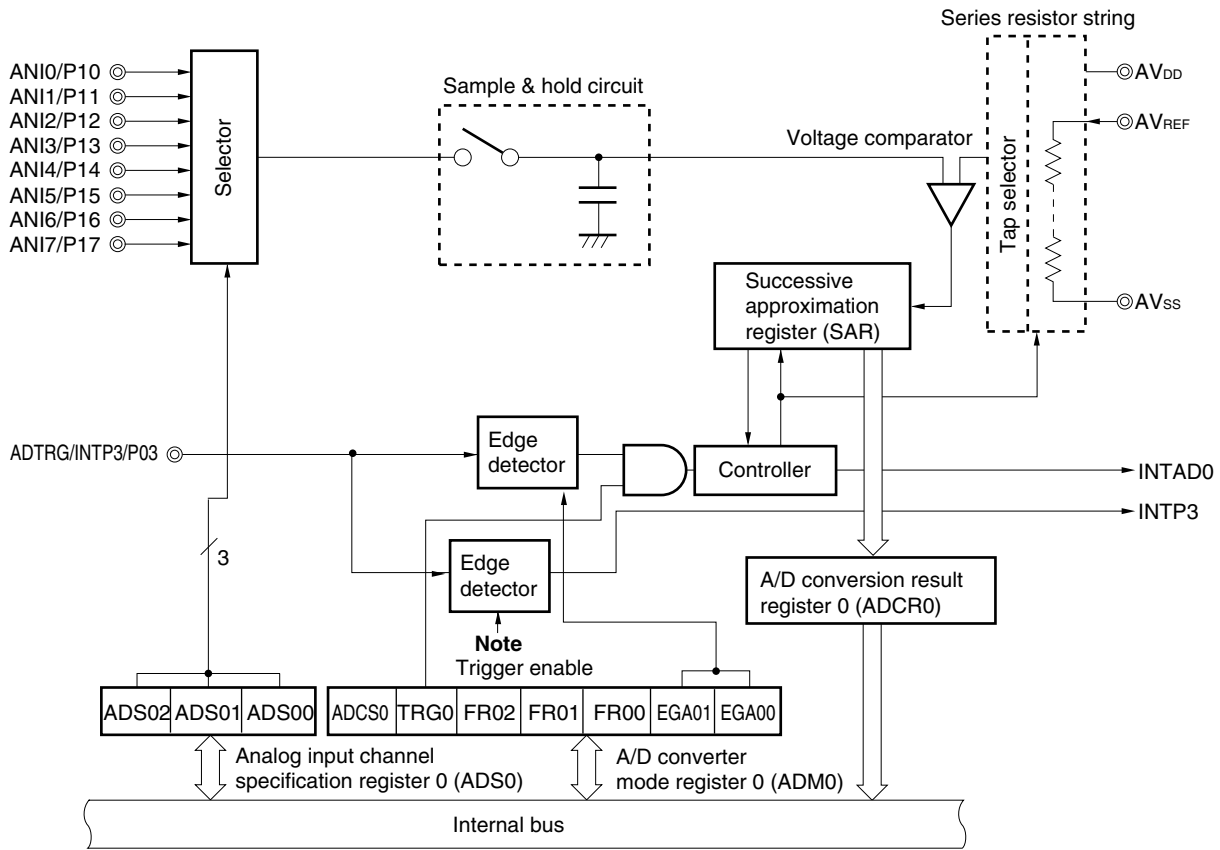 Series resistor string
ANI0/P10
ANI1/P11
ANI2/P12
ANI3/P13
ANI4/P14
ANI5/P15
ANI6/P16
ANI7/P17
Selector
Sample & hold circuit
Voltage comparator
Tap selector
AVDD
AVREF
AVSS
Successive
approximation
register (SAR)
ADTRG/INTP3/P03
Edge
detector
Controller
INTAD0
INTP3
3
Edge
detector
A/D conversion result
register 0 (ADCR0)
Note
Trigger enable
ADS02 ADS01 ADS00
ADCS0 TRG0 FR02 FR01 FR00 EGA01 EGA00
Analog input channel
specification register 0 (ADS0)
A/D converter
mode register 0 (ADM0)
Internal bus